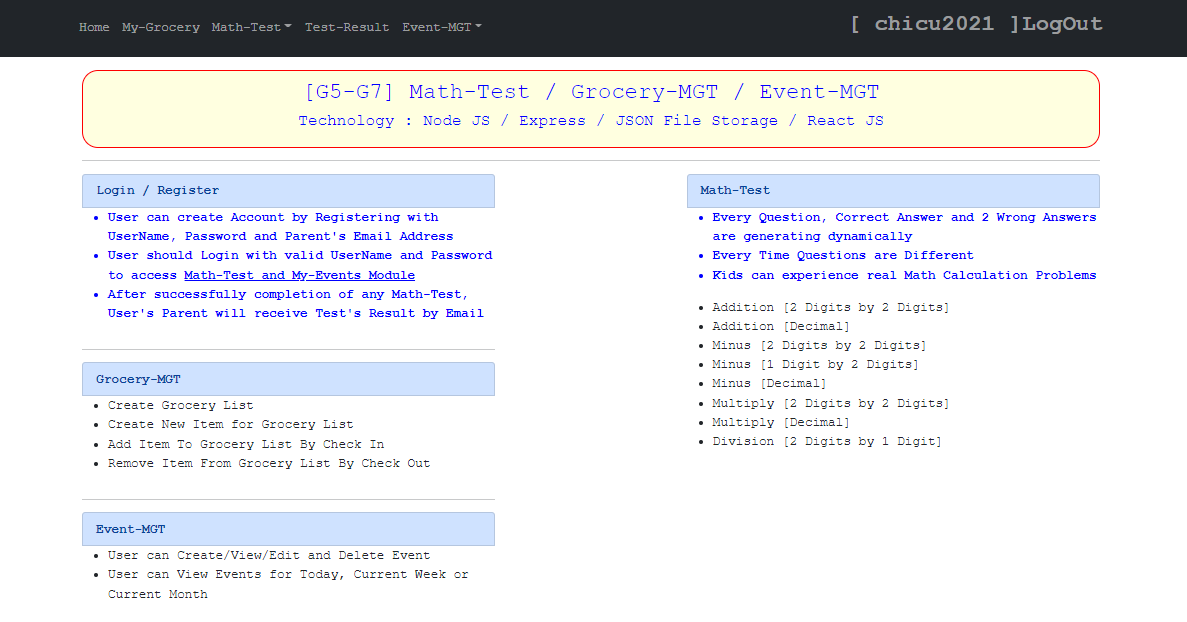 Home My-Grocery Math-Test Test-Result Event-MGT [ chicu2021 ]LogOut
[G5-G7] Math-Test / Grocery-MGT / Event-MGT
Technology : Node JS / Express / JSON File Storage / React JS
Login / Register
• User can create Account by Registering with
UserName, Password and Parent's Email Address
• User should Login with valid UserName and Password
to access Math-Test and My-Events Module
• After successfully completion of any Math-Test,
User's Parent will receive Test's Result by Email
Grocery-MGT
• Create Grocery List
• Create New Item for Grocery List
• Add Item To Grocery List By Check In
• Remove Item From Grocery List By Check Out
Event-MGT
• User can Create/View/Edit and Delete Event
• User can View Events for Today, Current Week or
Current Month
Math-Test
• Every Question, Correct Answer and 2 Wrong Answers
are generating dynamically
• Every Time Questions are Different
• Kids can experience real Math Calculation Problems
• Addition [2 Digits by 2 Digits]
• Addition [Decimal]
• Minus [2 Digits by 2 Digits]
• Minus [1 Digit by 2 Digits]
• Minus [Decimal]
• Multiply [2 Digits by 2 Digits]
• Multiply [Decimal]
• Division [2 Digits by 1 Digit]